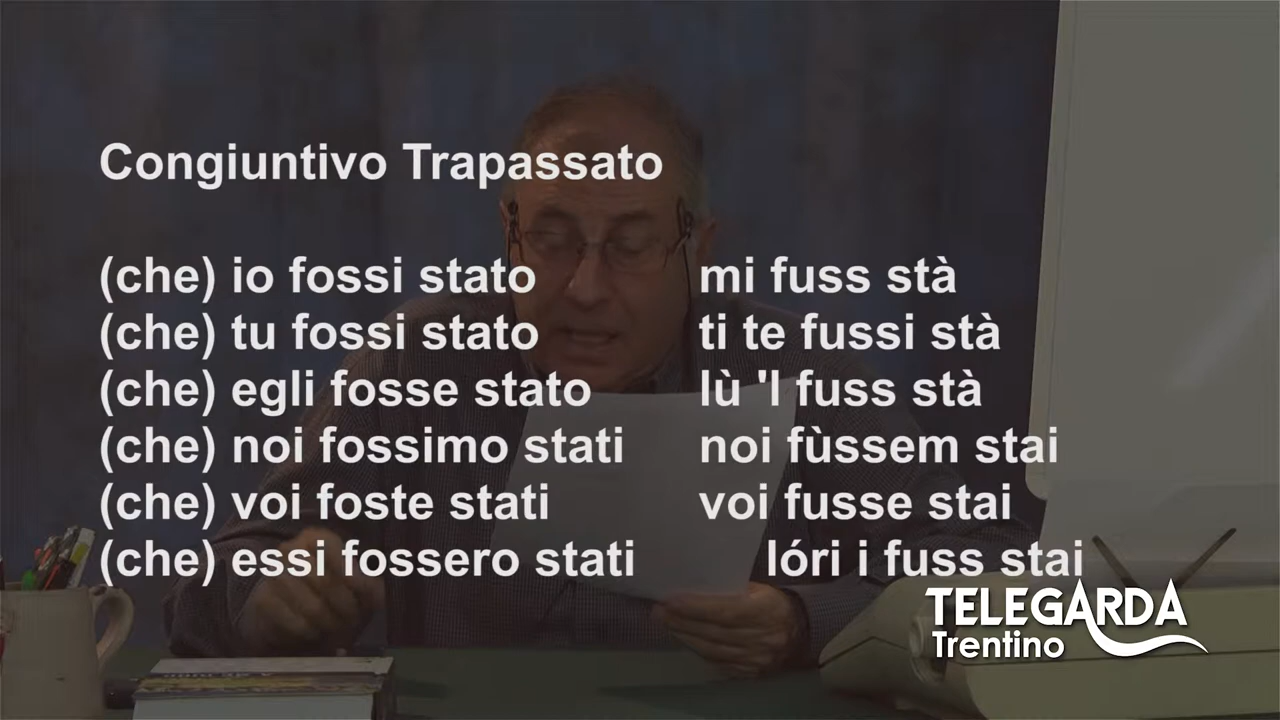 Congiuntivo Trapassato
(che) io fossi stato mi fuss stà
(che) tu fossi stato ti te fussi stà
(che) egli fosse stato lù 'l fuss stà
(che) noi fossimo stati noi fùssem stai
(che) voi foste stati voi fusse stai
(che) essi fossero stati lóri i fuss stai
TELEGARDA
Trentino